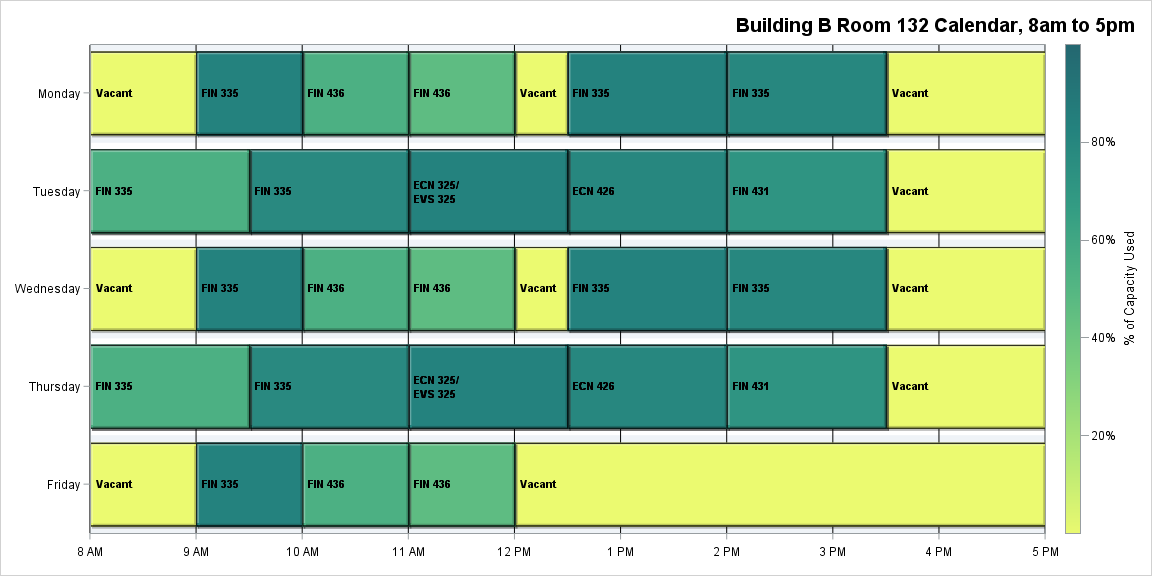 Building B Room 132 Calendar, 8am to 5pm
Monday
Vacant
FIN 335
FIN 436
FIN 436
Vacant
FIN 335
FIN 335
Vacant
Tuesday
FIN 335
FIN 335
ECN 325/
EVS 325
ECN 426
FIN 431
Vacant
Wednesday
Vacant
FIN 335
FIN 436
FIN 436
Vacant
FIN 335
FIN 335
Vacant
Thursday
FIN 335
FIN 335
ECN 325/
EVS 325
ECN 426
FIN 431
Vacant
Friday
Vacant
FIN 335
FIN 436
FIN 436
Vacant
8 AM
9 AM
10 AM
11 AM
12 PM
1 PM
2 PM
3 PM
4 PM
5 PM
80%
60%
40%
20%
% of Capacity Used